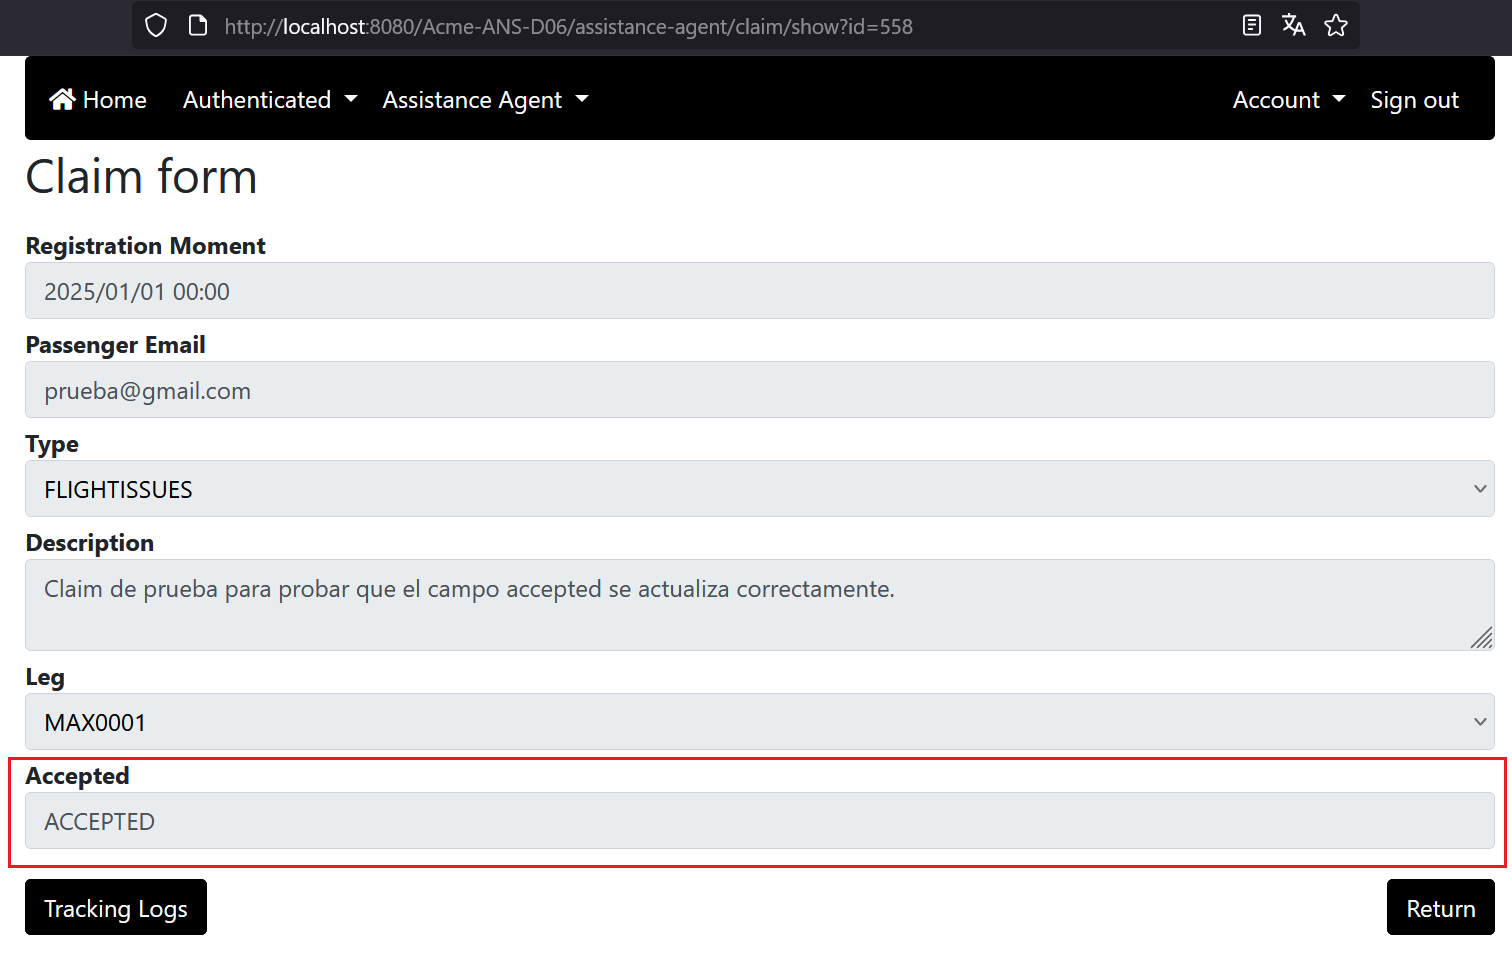 http://localhost:8080/Acme-ANS-D06/assistance-agent/claim/show?id=558
Home Authenticated Assistance Agent Account Sign out
Claim form
Registration Moment
2025/01/01 00:00
Passenger Email
prueba@gmail.com
Type
FLIGHTISSUES
Description
Claim de prueba para probar que el campo accepted se actualiza correctamente.
Leg
MAX0001
Accepted
ACCEPTED
Tracking Logs Return